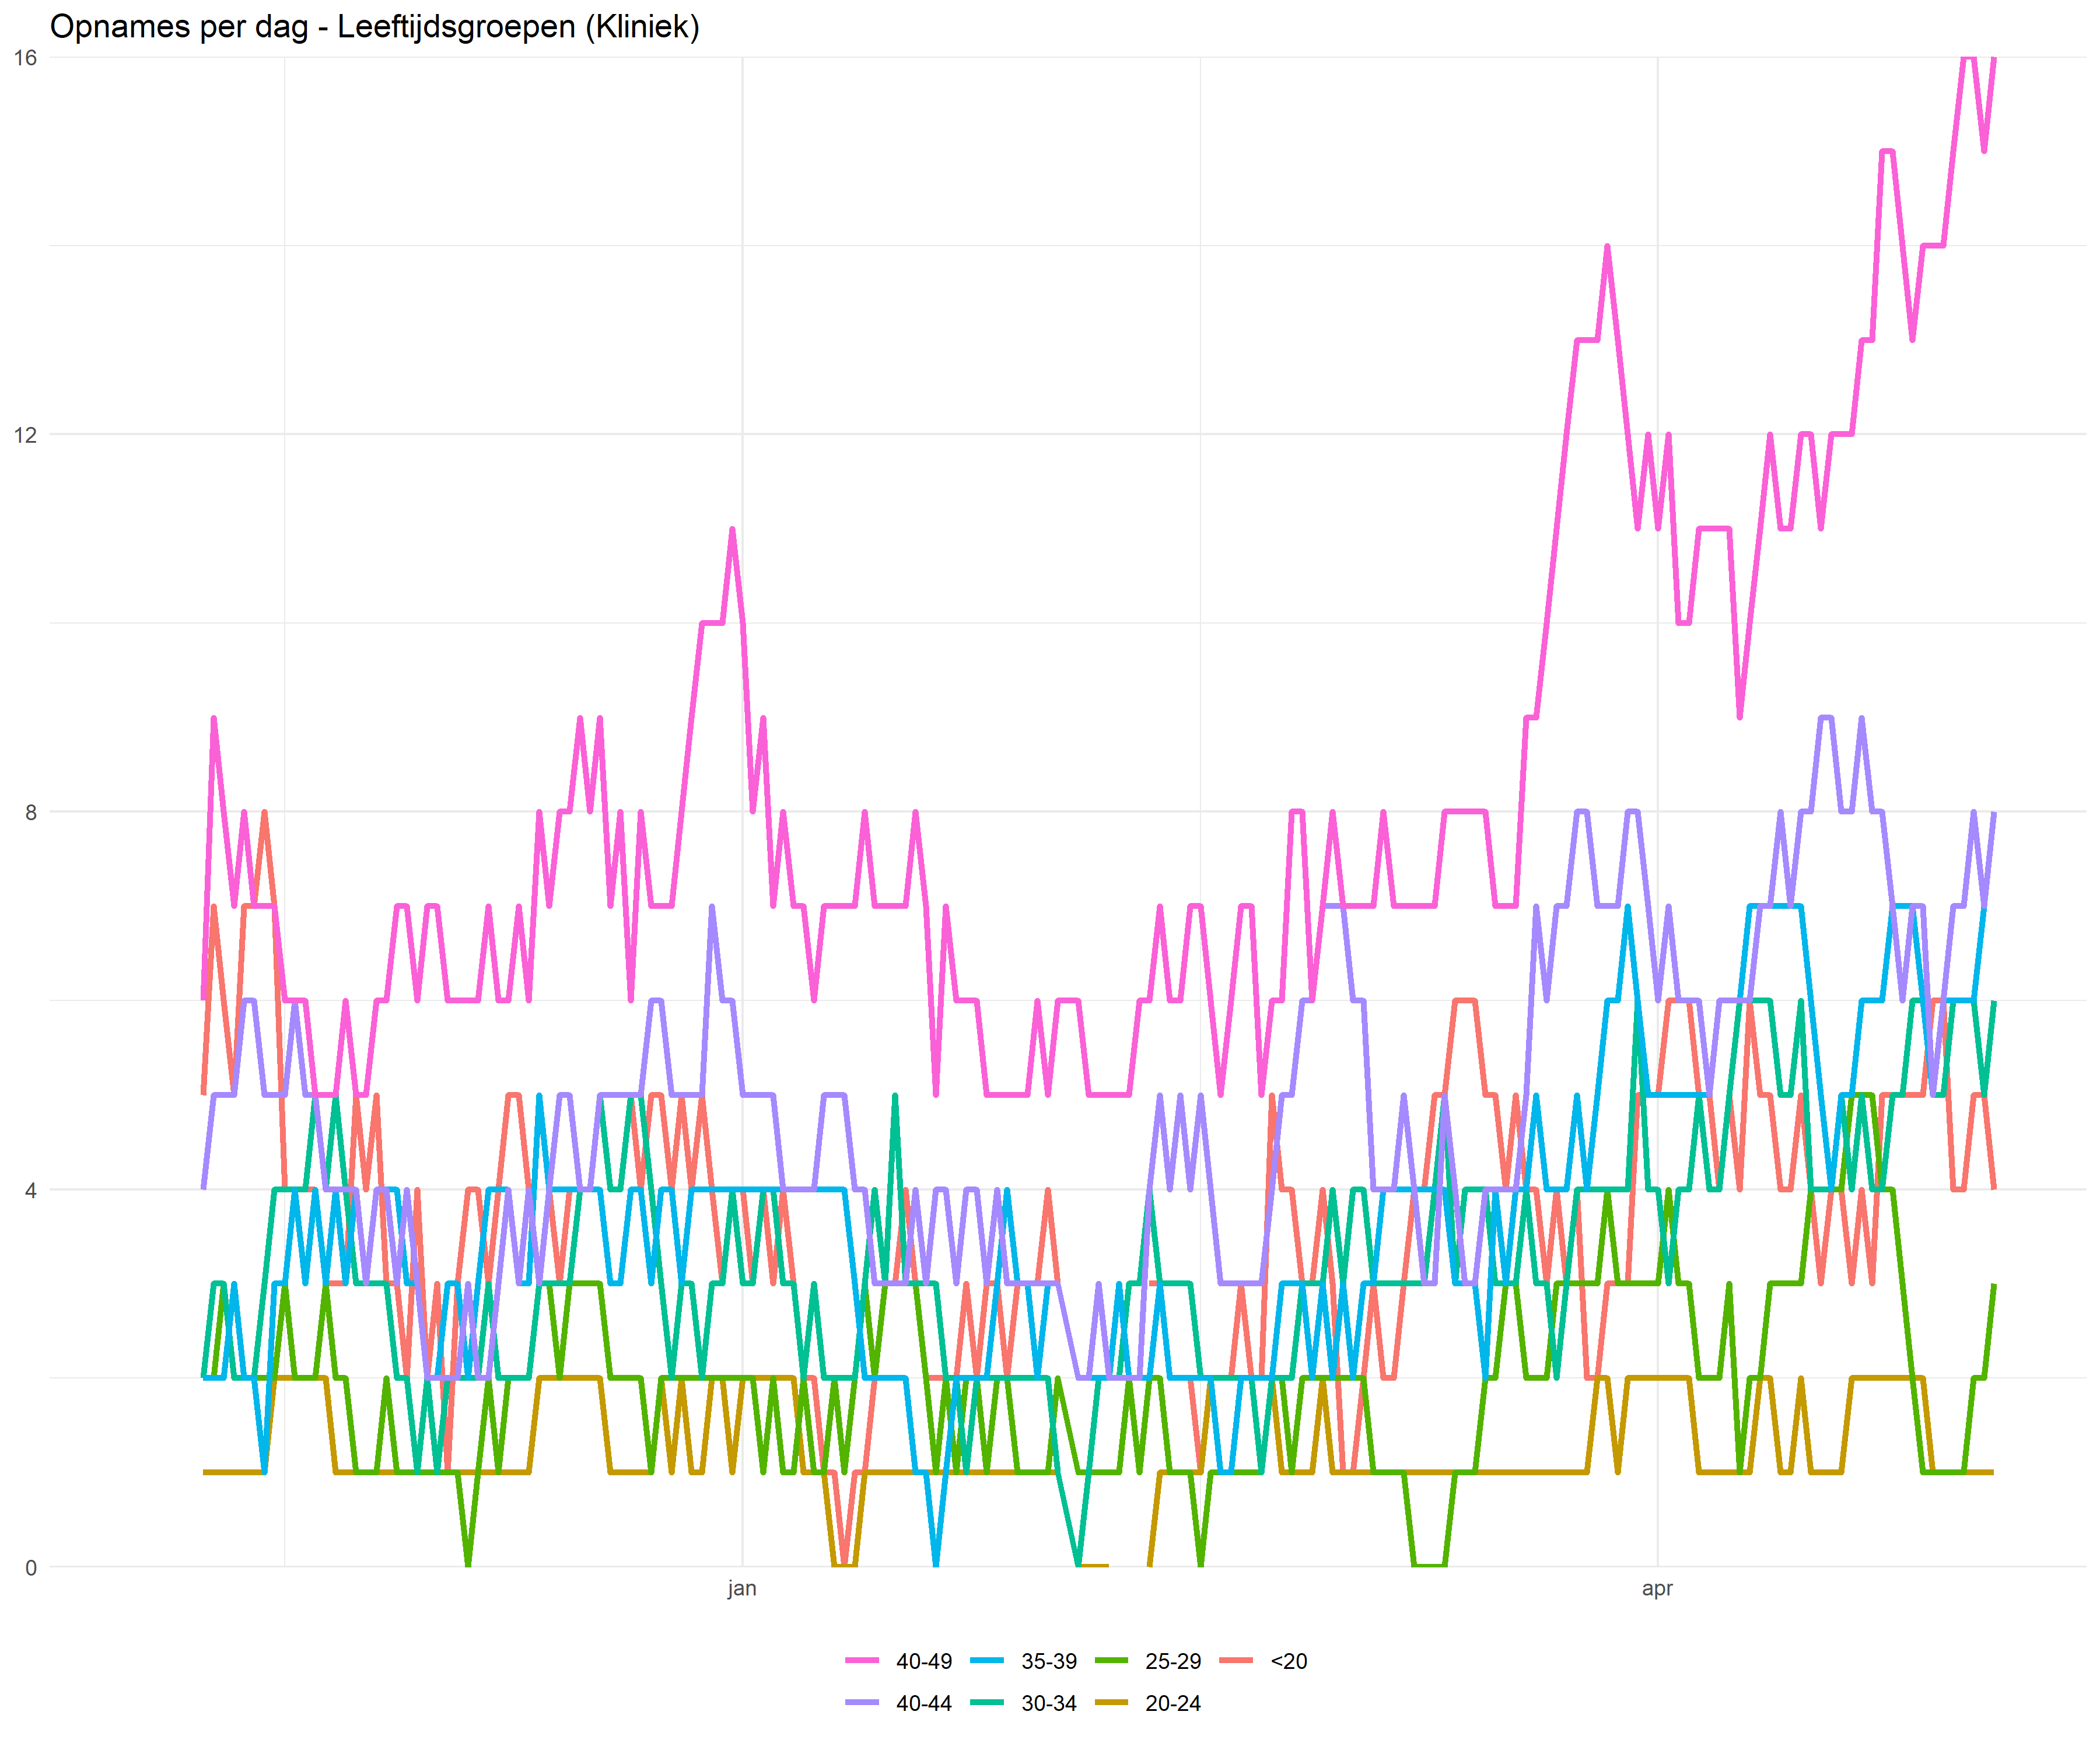 Opnames per dag - Leeftijdsgroepen (Kliniek)
16
12
8
4
0
jan apr
40-49 35-39 25-29 <20
40-44 30-34 20-24